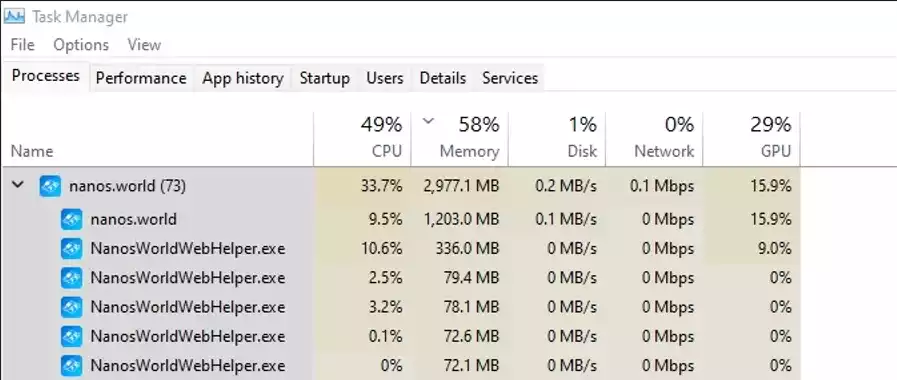 Task Manager
File Options View
Processes Performance App history Startup Users Details Services
49% 58% 1% 0% 29%
Name CPU Memory Disk Network GPU
nanos.world (73) 33.7% 2,977.1 MB 0.2 MB/s 0.1 Mbps 15.9%
nanos.world 9.5% 1,203.0 MB 0.1 MB/s 0 Mbps 15.9%
NanosWorldWebHelper.exe 10.6% 336.0 MB 0 MB/s 0 Mbps 9.0%
NanosWorldWebHelper.exe 2.5% 79.4 MB 0 MB/s 0 Mbps 0%
NanosWorldWebHelper.exe 3.2% 78.1 MB 0 MB/s 0 Mbps 0%
NanosWorldWebHelper.exe 0.1% 72.6 MB 0 MB/s 0 Mbps 0%
NanosWorldWebHelper.exe 0% 72.1 MB 0 MB/s 0 Mbps 0%